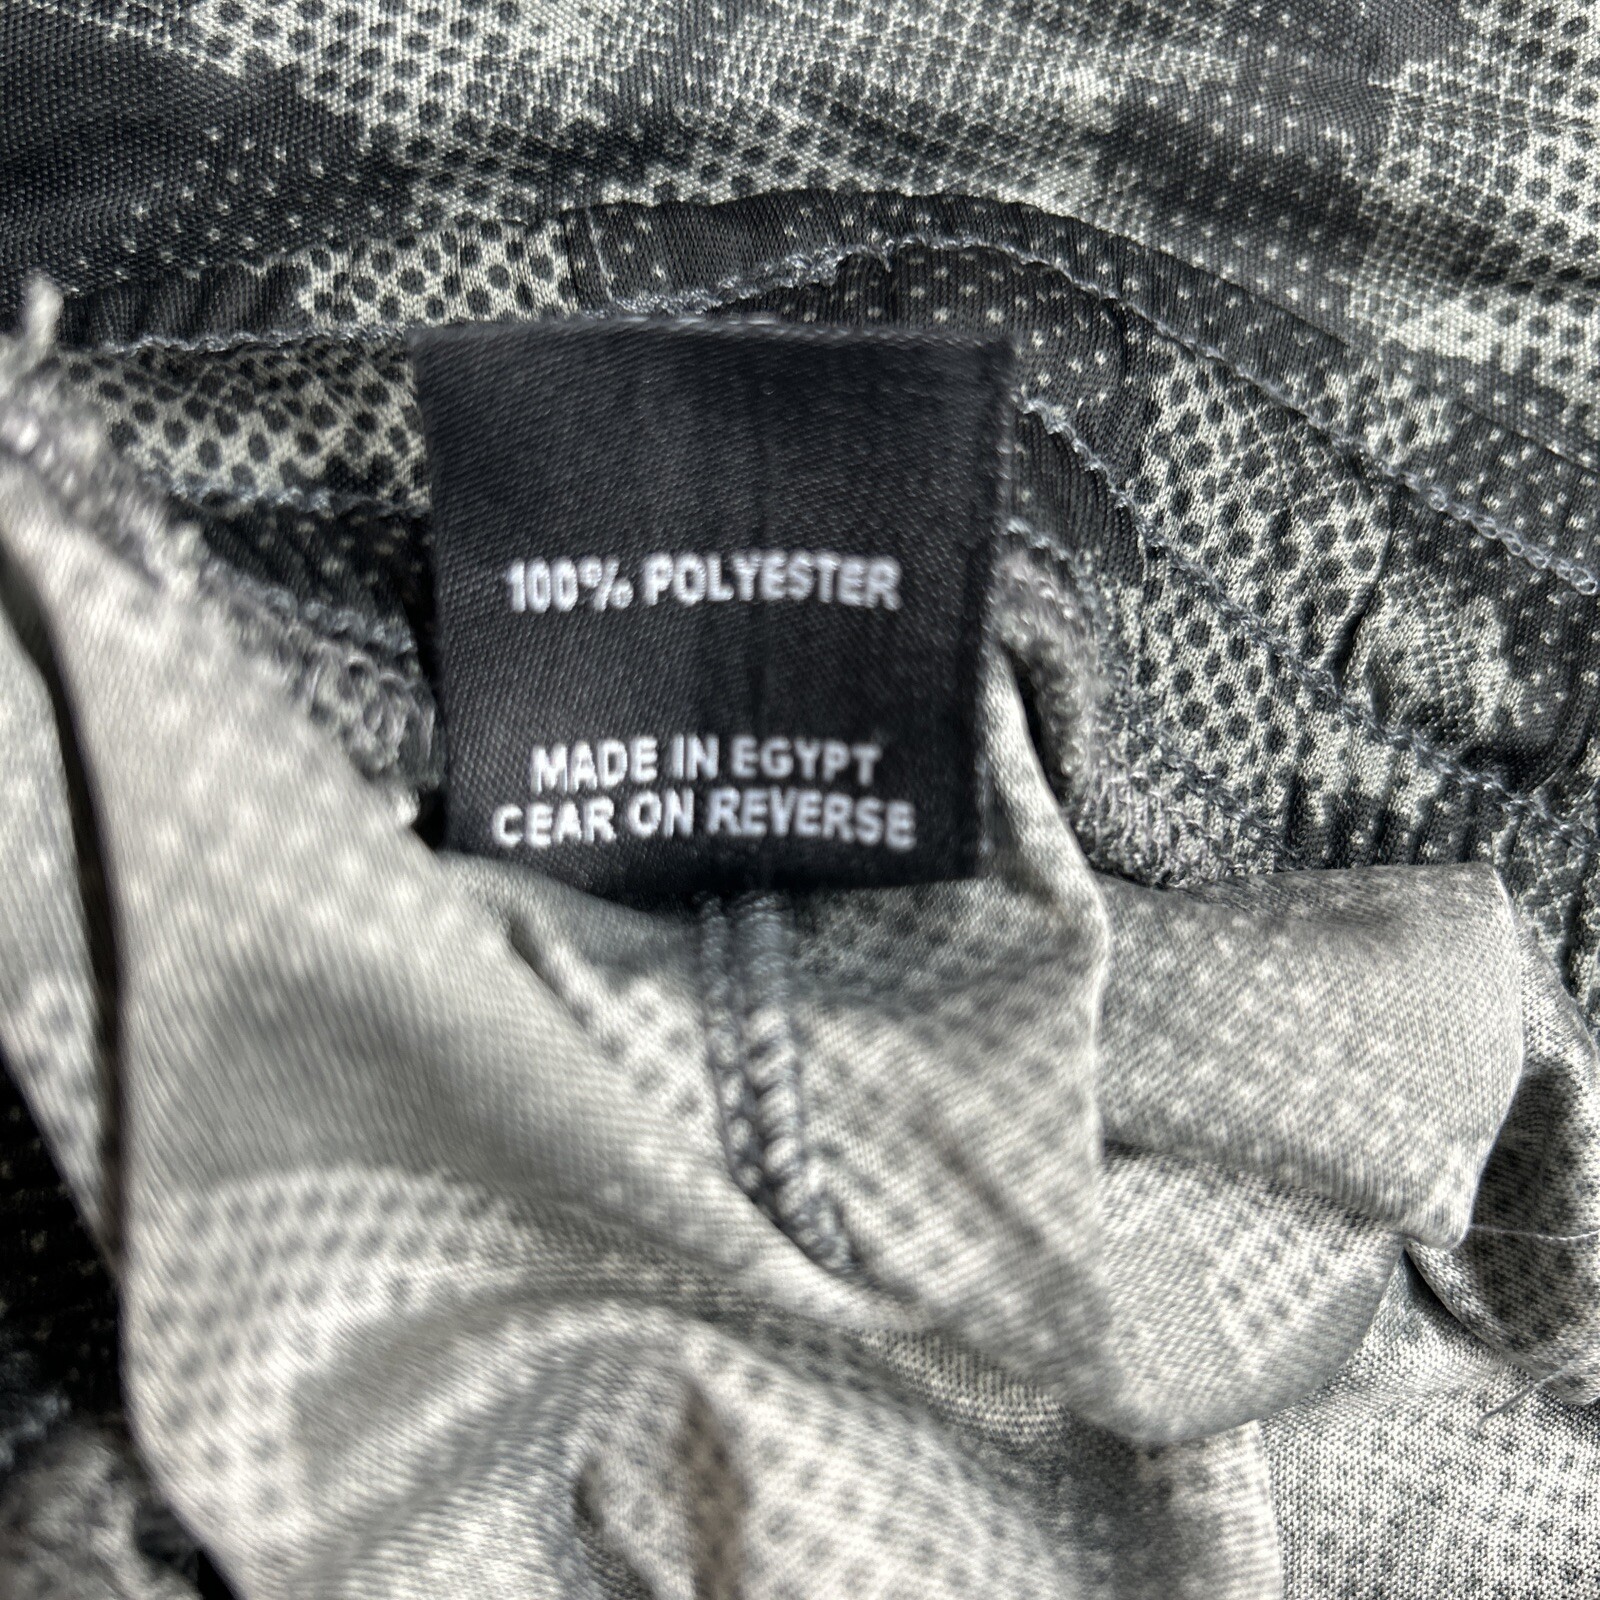 100% POLYESTER
MADE IN EGYPT
CEAR ON REVERSE